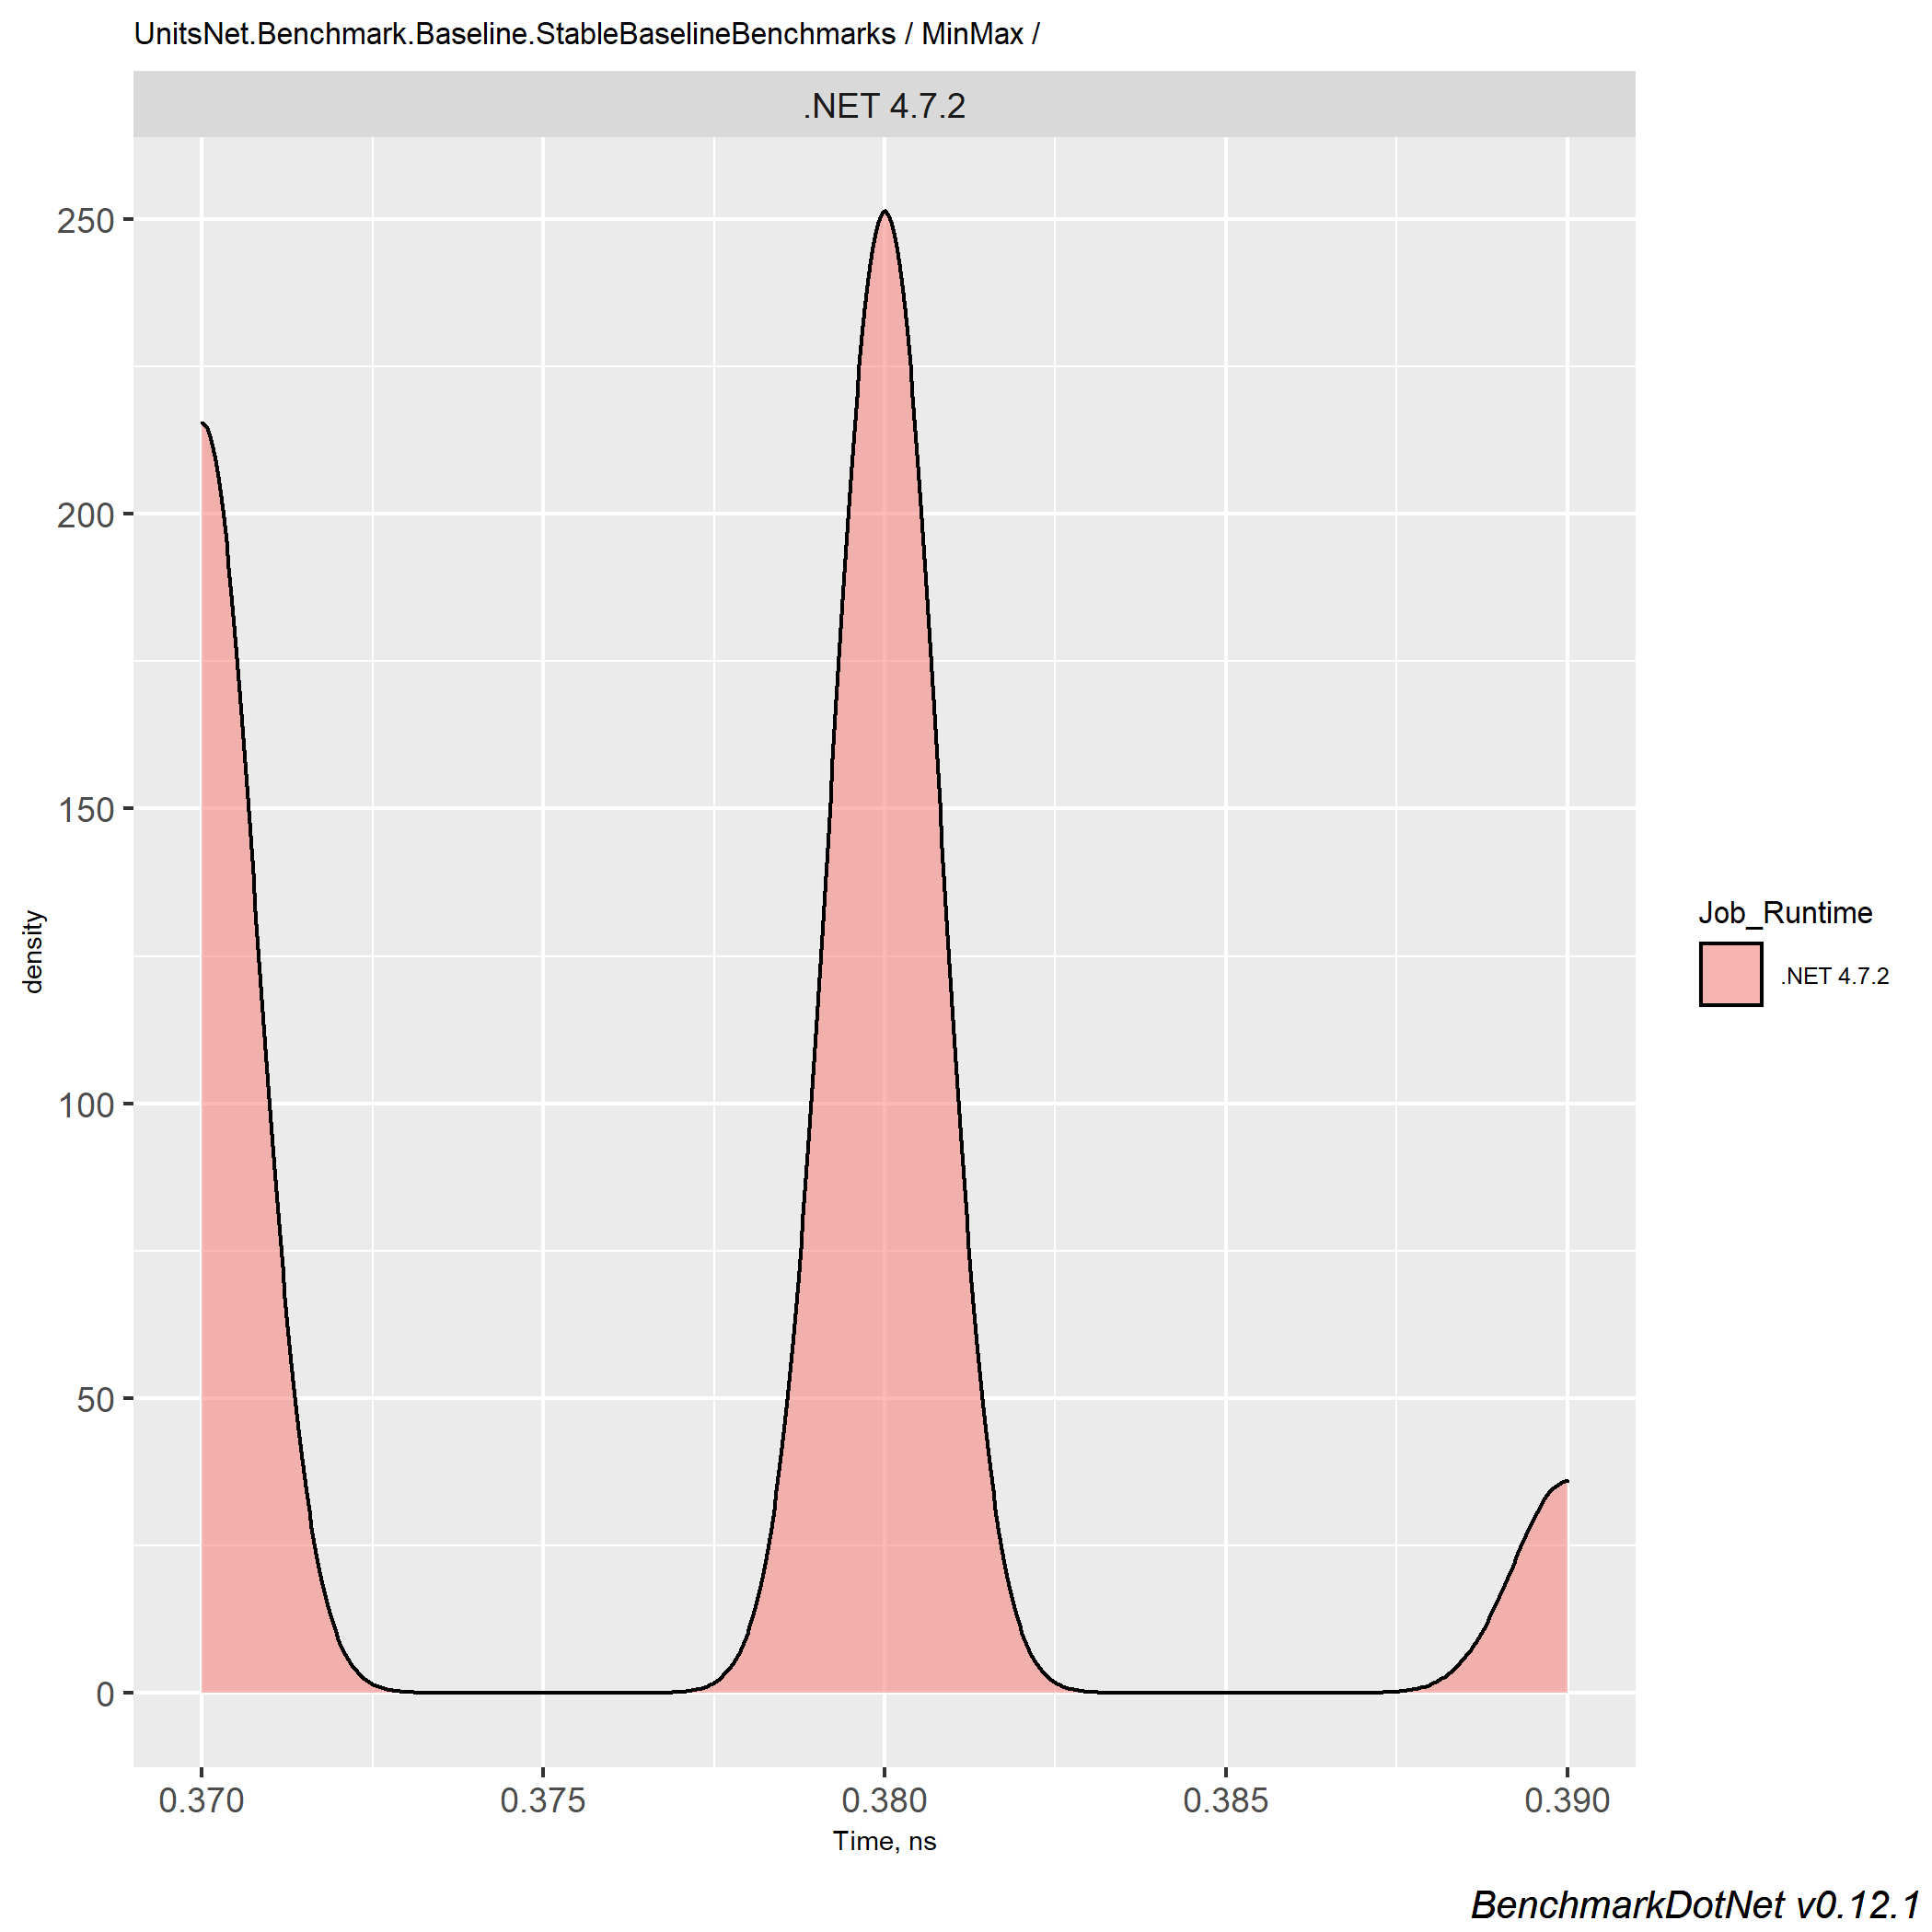 UnitsNet.Benchmark.Baseline.StableBaselineBenchmarks / MinMax /
.NET 4.7.2
250
200
150
100
50
0
density
0.370 0.375 0.380 0.385 0.390
Time, ns
Job_Runtime
.NET 4.7.2
BenchmarkDotNet v0.12.1